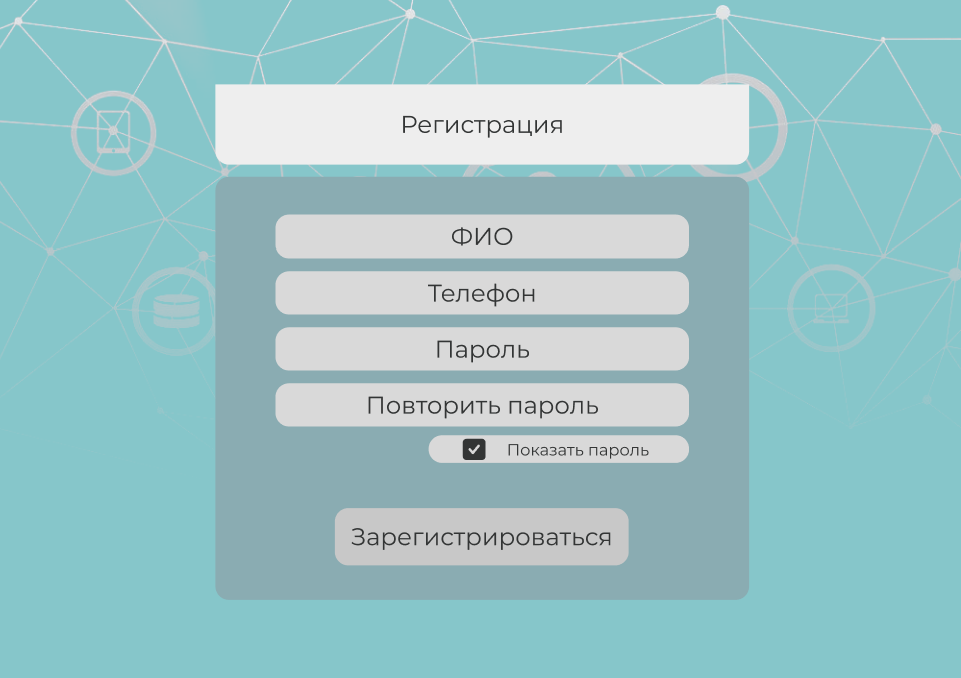 Регистрация
ФИО
Телефон
Пароль
Повторить пароль
Показать пароль
Зарегистрироваться